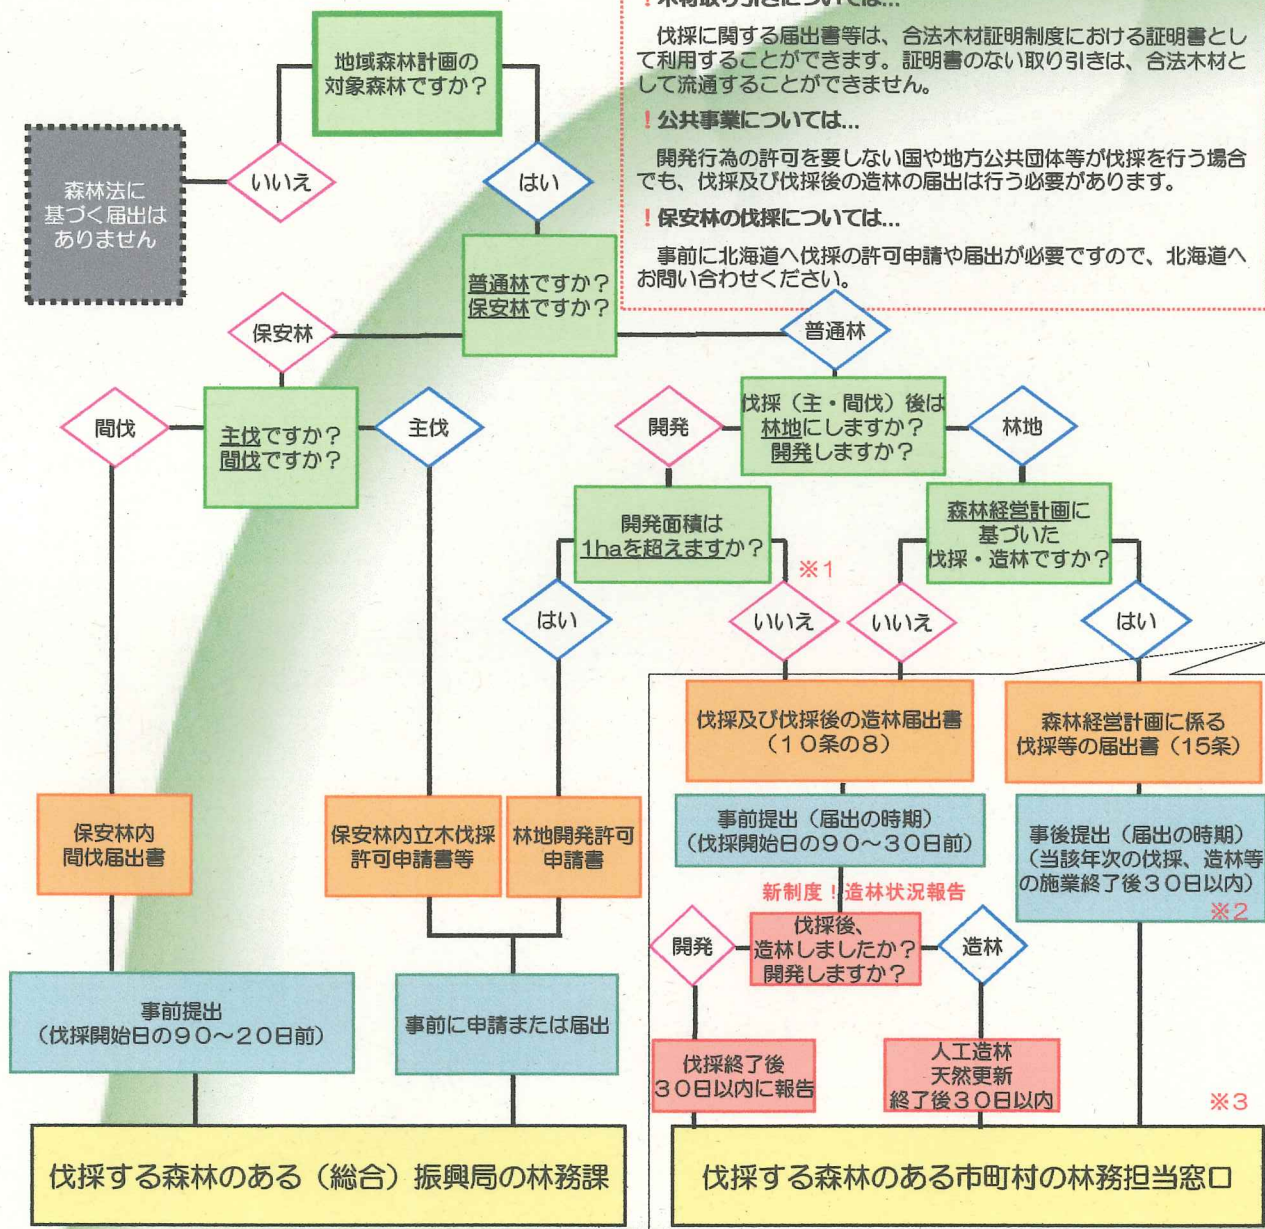 ！木材取り引きについては…
伐採に関する届出書等は、合法木材証明制度における証明書とし
て利用することができます。証明書のない取り引きは、合法木材と
して流通することができません。
！公共事業については…
開発行為の許可を要しない国や地方公共団体等が伐採を行う場合
でも、伐採及び伐採後の造林の届出は行う必要があります。
！保安林の伐採については…
事前に北海道へ伐採の許可申請や届出が必要ですので、北海道へ
お問い合わせください。
地域森林計画の
対象森林ですか？
いいえ
はい
森林法に
基づく届出は
ありません
普通林ですか？
保安林ですか？
保安林
普通林
間伐
主伐ですか？
間伐ですか？
主伐
開発
伐採（主・間伐）後は
林地にしますか？
開発しますか？
林地
開発面積は
1haを超えますか？
森林経営計画に
基づいた
伐採・造林ですか？
※1
はい
いいえ
いいえ
はい
伐採及び伐採後の造林届出書
（１０条の８）
森林経営計画に係る
伐採等の届出書（15条）
保安林内
間伐届出書
保安林内立木伐採
許可申請書等
林地開発許可
申請書
事前提出（届出の時期）
（伐採開始日の９０～３０日前）
事後提出（届出の時期）
（当該年次の伐採、造林等
の施業終了後３０日以内）
※2
新制度！造林状況報告
開発
伐採後、
造林しましたか？
開発しますか？
造林
事前提出
（伐採開始日の９０～２０日前）
事前に申請または届出
伐採終了後
３０日以内に報告
人工造林
天然更新
終了後３０日以内
※3
伐採する森林のある（総合）振興局の林務課
伐採する森林のある市町村の林務担当窓口